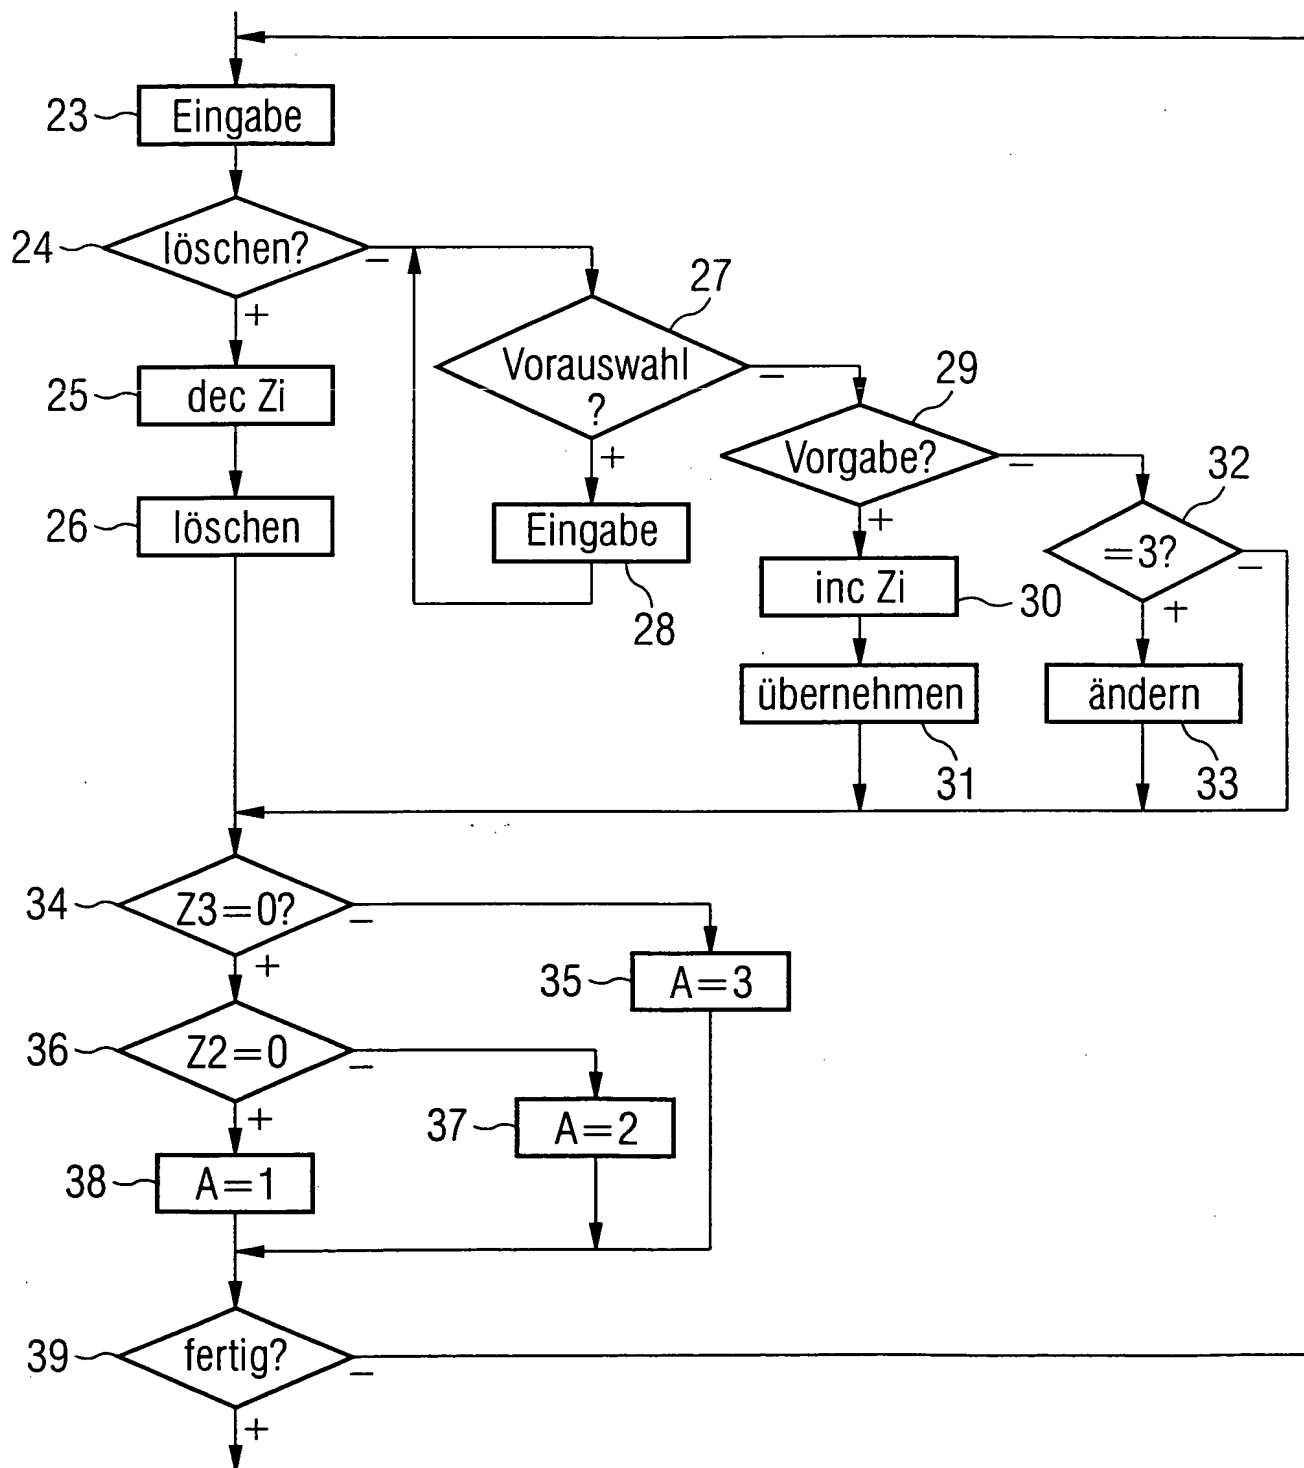 23 Eingabe
24 löschen?
−
+
27
Vorauswahl
?
−
+
25 dec Zi
26 löschen
Eingabe
28
29
Vorgabe?
−
+
inc Zi 30
übernehmen
31
32
=3?
−
+
ändern
33
34 Z3=0?
−
+
35 A=3
36 Z2=0
−
+
37 A=2
38 A=1
39 fertig?
−
+